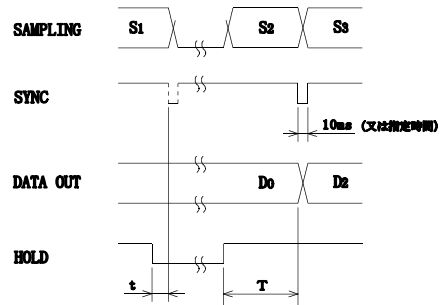 SAMPLING S1 S2 S3
SYNC
10ms (又は指定時間)
DATA OUT D0 D2
HOLD
t T